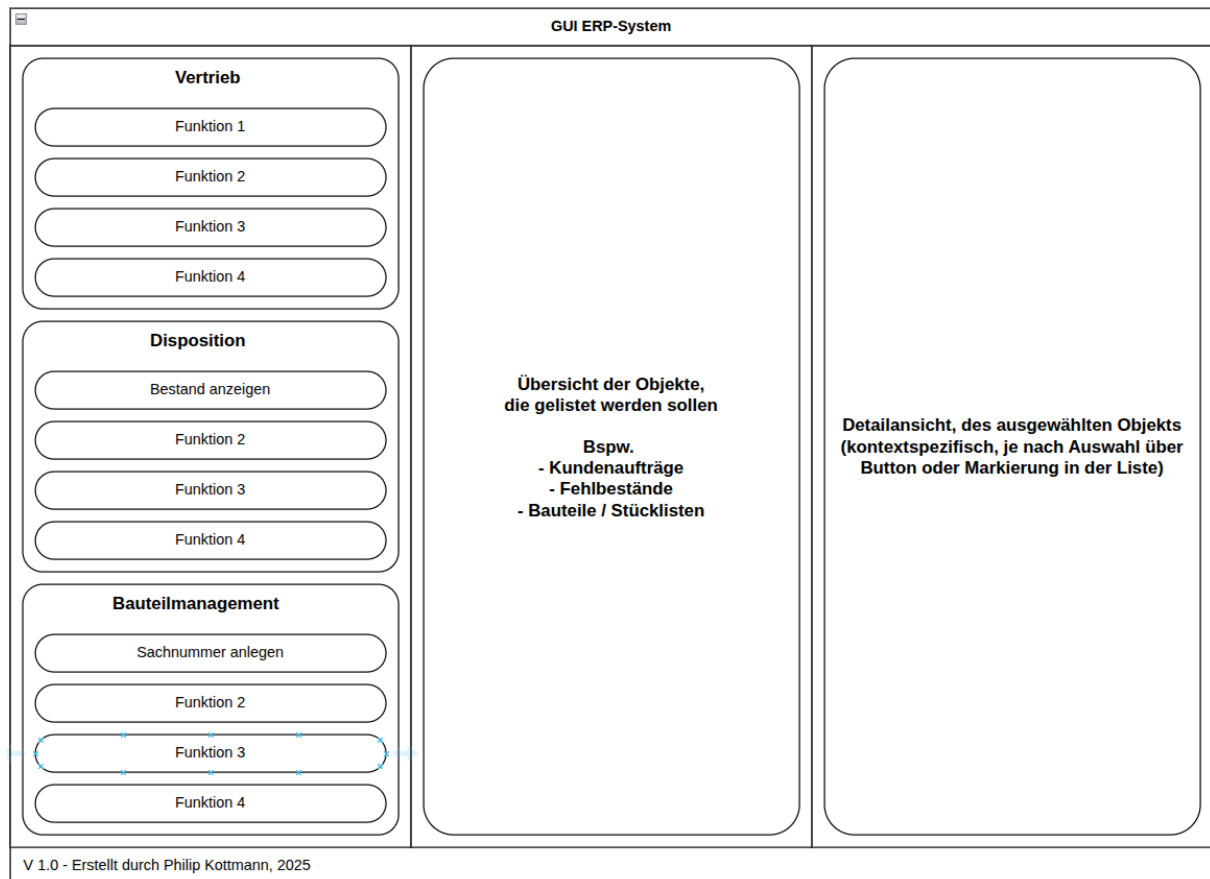 GUI ERP-System
Vertrieb
Funktion 1
Funktion 2
Funktion 3
Funktion 4
Disposition
Bestand anzeigen
Funktion 2
Funktion 3
Funktion 4
Bauteilmanagement
Sachnummer anlegen
Funktion 2
Funktion 3
Funktion 4
Übersicht der Objekte,
die gelistet werden sollen
Bspw.
- Kundenaufträge
- Fehlbestände
- Bauteile / Stücklisten
Detailansicht, des ausgewählten Objekts
(kontextspezifisch, je nach Auswahl über
Button oder Markierung in der Liste)
V 1.0 - Erstellt durch Philip Kottmann, 2025